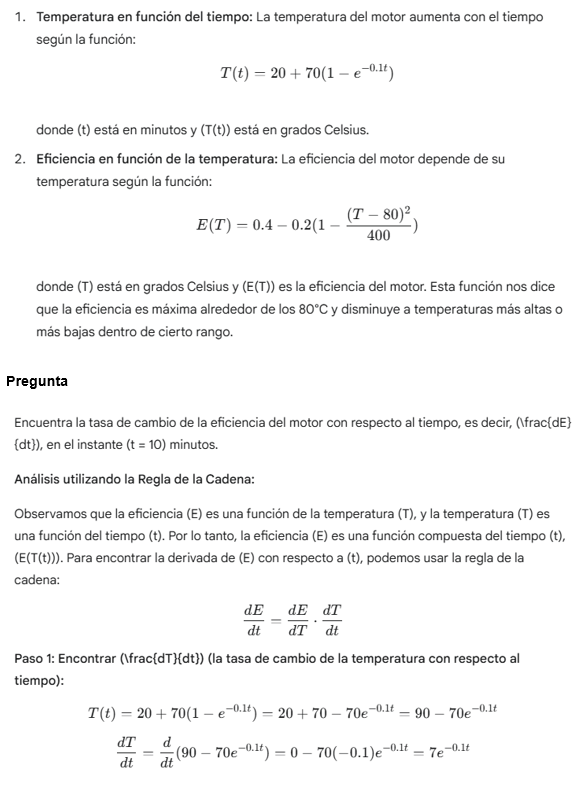 1. Temperatura en función del tiempo: La temperatura del motor aumenta con el tiempo
según la función:
T(t) = 20 + 70(1 − e^{−0.1t})
donde (t) está en minutos y (T(t)) está en grados Celsius.
2. Eficiencia en función de la temperatura: La eficiencia del motor depende de su
temperatura según la función:
E(T) = 0.4 − 0.2(1 − \frac{(T − 80)^2}{400})
donde (T) está en grados Celsius y (E(T)) es la eficiencia del motor. Esta función nos dice
que la eficiencia es máxima alrededor de los 80°C y disminuye a temperaturas más altas o
más bajas dentro de cierto rango.
Pregunta
Encuentra la tasa de cambio de la eficiencia del motor con respecto al tiempo, es decir, (\frac{dE}
{dt}), en el instante (t = 10) minutos.
Análisis utilizando la Regla de la Cadena:
Observamos que la eficiencia (E) es una función de la temperatura (T), y la temperatura (T) es
una función del tiempo (t). Por lo tanto, la eficiencia (E) es una función compuesta del tiempo (t),
(E(T(t))). Para encontrar la derivada de (E) con respecto a (t), podemos usar la regla de la
cadena:
\frac{dE}{dt} = \frac{dE}{dT} · \frac{dT}{dt}
Paso 1: Encontrar (\frac{dT}{dt}) (la tasa de cambio de la temperatura con respecto al
tiempo):
T(t) = 20 + 70(1 − e^{−0.1t}) = 20 + 70 − 70e^{−0.1t} = 90 − 70e^{−0.1t}
\frac{dT}{dt} = \frac{d}{dt}(90 − 70e^{−0.1t}) = 0 − 70(−0.1)e^{−0.1t} = 7e^{−0.1t}